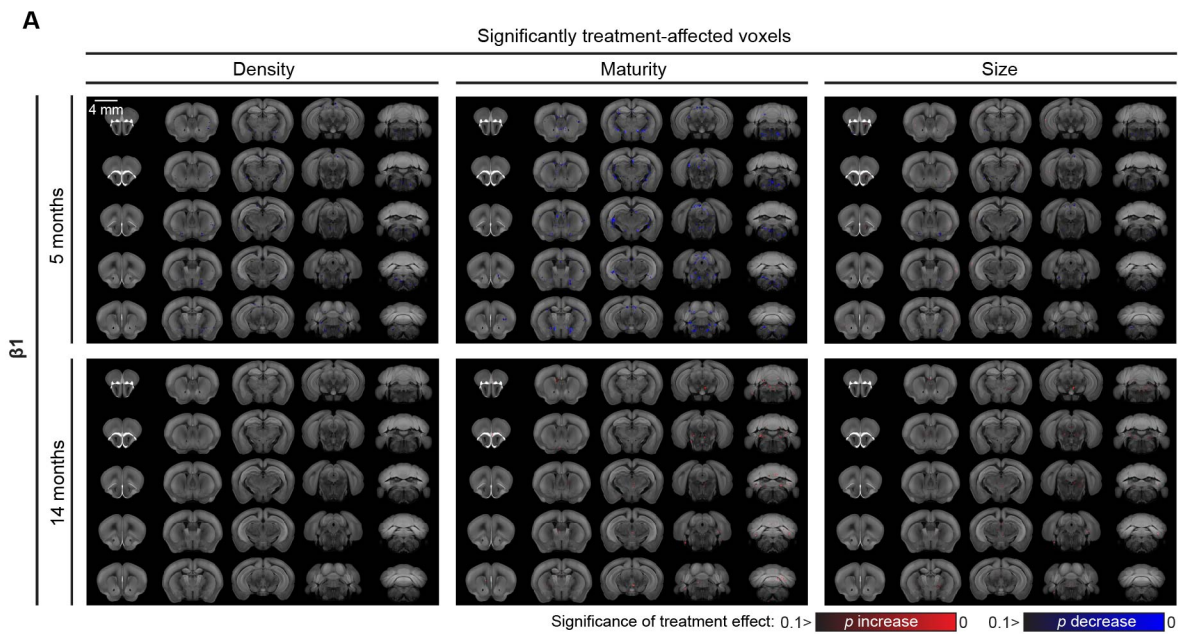 A
Significantly treatment-affected voxels
Density
Maturity
Size
4 mm
5 months
β1
14 months
Significance of treatment effect: 0.1> p increase 0 0.1> p decrease 0